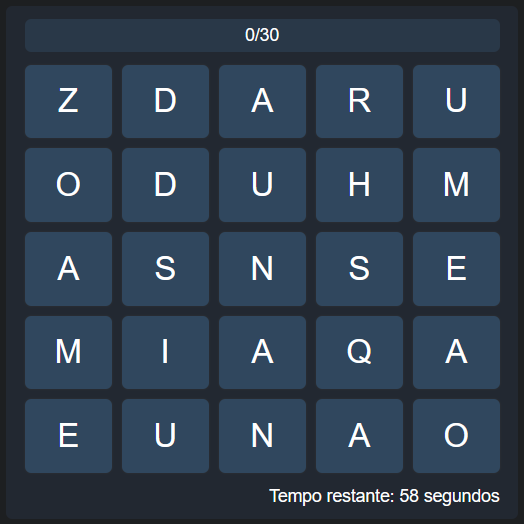 0/30
Z D A R U
O D U H M
A S N S E
M I A Q A
E U N A O
Tempo restante: 58 segundos